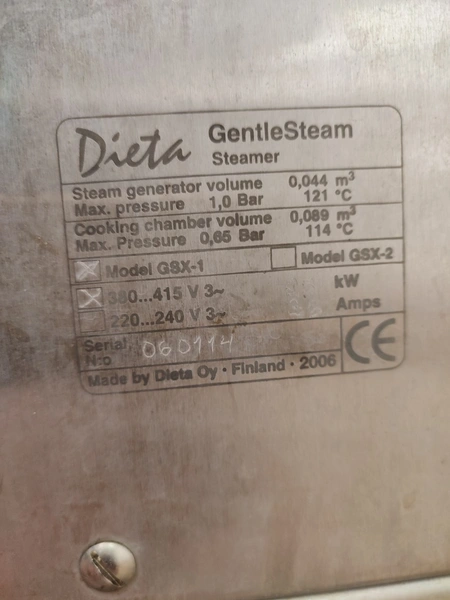 Dieta GentleSteam
Steamer
Steam generator volume 0,044 m³
Max. pressure 1,0 Bar 121 °C
Cooking chamber volume 0,089 m³
Max. Pressure 0,65 Bar 114 °C
Model GSX-1 Model GSX-2
380...415 V 3~ kW
220...240 V 3~ Amps
Serial
N:o 060114
Made by Dieta Oy · Finland · 2006
CE